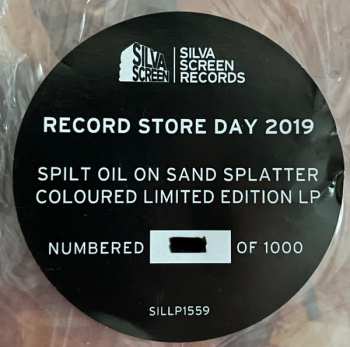 SILVA
SCREEN
SILVA
SCREEN
RECORDS
RECORD STORE DAY 2019
SPILT OIL ON SAND SPLATTER
COLOURED LIMITED EDITION LP
NUMBERED OF 1000
SILLP1559